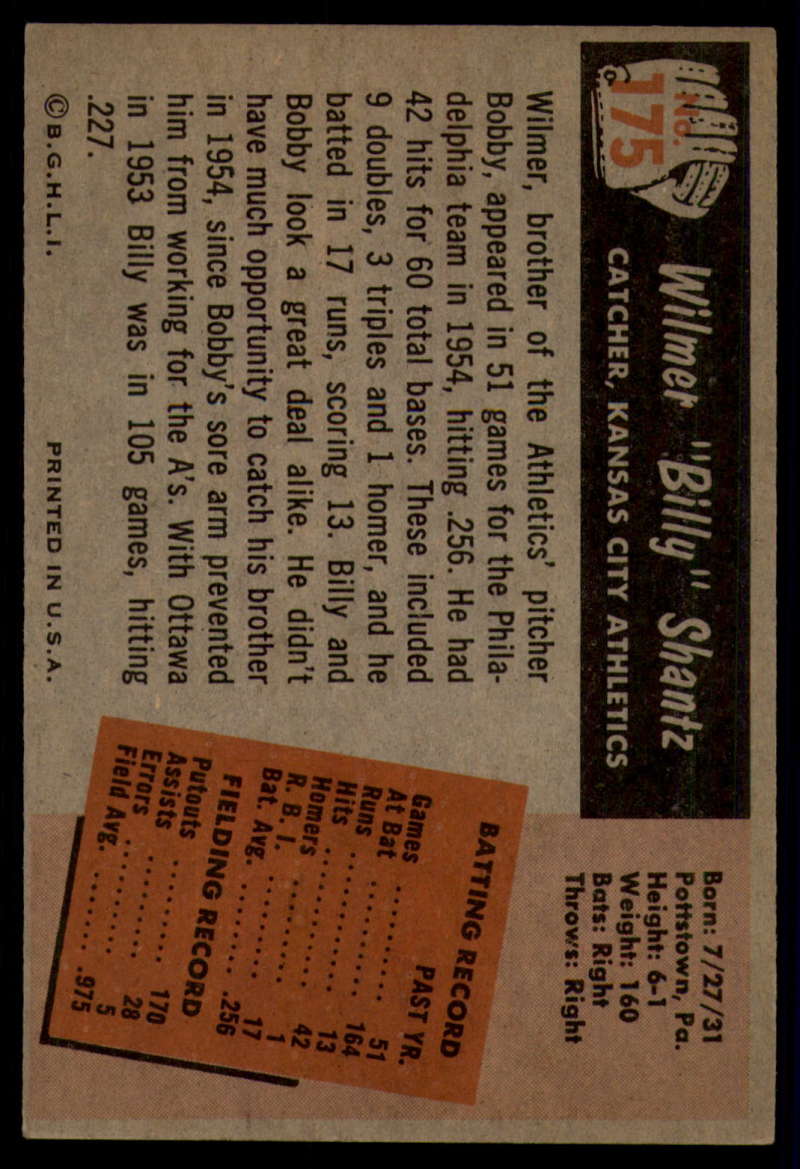 No.
175
Wilmer "Billy" Shantz
CATCHER, KANSAS CITY ATHLETICS
Born: 7/27/31
Pottstown, Pa.
Height: 6-1
Weight: 160
Bats: Right
Throws: Right
Wilmer, brother of the Athletics' pitcher
Bobby, appeared in 51 games for the Phila-
delphia team in 1954, hitting .256. He had
42 hits for 60 total bases. These included
9 doubles, 3 triples and 1 homer, and he
batted in 17 runs, scoring 13. Billy and
Bobby look a great deal alike. He didn't
have much opportunity to catch his brother
in 1954, since Bobby's sore arm prevented
him from working for the A's. With Ottawa
in 1953 Billy was in 105 games, hitting
.227.
© B.G.H.L.I. PRINTED IN U.S.A.
BATTING RECORD
PAST YR.
Games ......... 51
At Bat ......... 164
Runs ......... 13
Hits ......... 42
Homers ......... 1
R. B. I. ......... 17
Bat. Avg. ....... .256
FIELDING RECORD
Putouts ......... 170
Assists ......... 28
Errors ......... 5
Field Avg. ....... .975